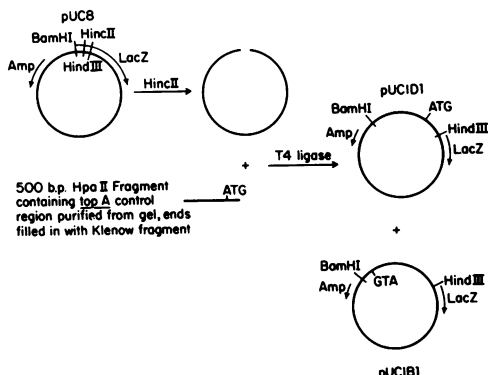 pUC8
BamHI
HincII
Amp
HindIII
LacZ
HincII
+
T4 ligase
500 b.p. Hpa II Fragment
containing top A control
region purified from gel, ends
filled in with Klenow fragment
ATG
pUCID1
BamHI
ATG
Amp
HindIII
LacZ
+
BamHI
Amp
GTA
HindIII
LacZ
pUCIB1